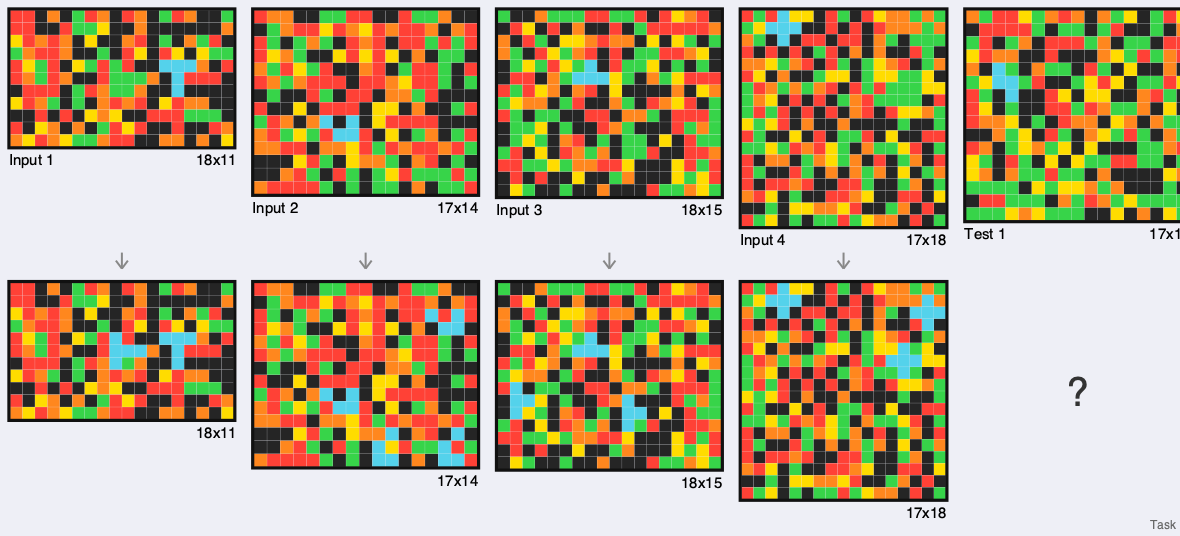 Input 1 18x11
Input 2 17x14
Input 3 18x15
Input 4 17x18
Test 1 17x1
18x11
17x14
18x15
17x18
?
Task